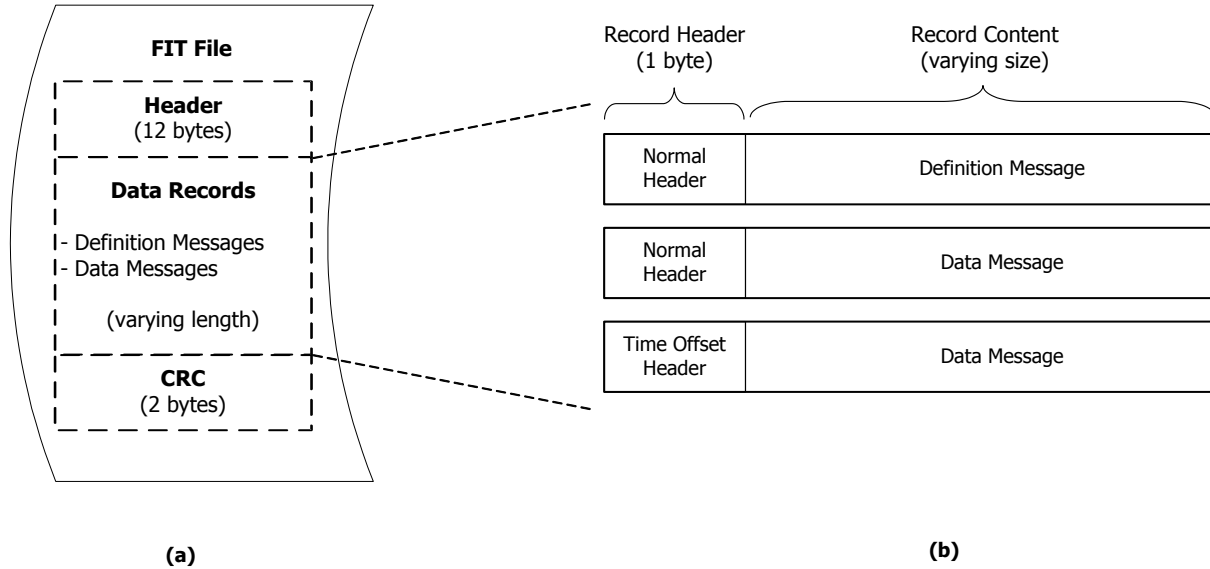 FIT File
Header
(12 bytes)
Data Records
- Definition Messages
- Data Messages
(varying length)
CRC
(2 bytes)
(a)
Record Header
(1 byte)
Record Content
(varying size)
Normal
Header
Definition Message
Normal
Header
Data Message
Time Offset
Header
Data Message
(b)